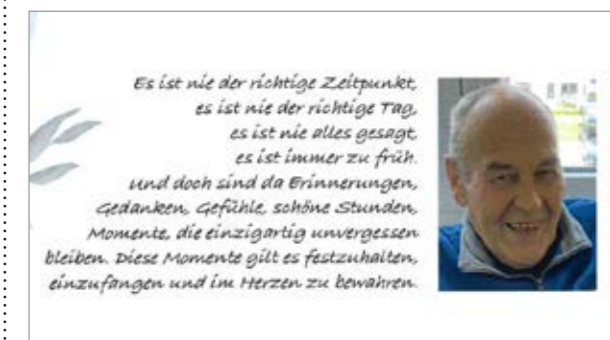 Es ist nie der richtige Zeitpunkt,
es ist nie der richtige Tag,
es ist nie alles gesagt,
es ist immer zu früh.
Und doch sind da Erinnerungen,
Gedanken, Gefühle, schöne Stunden,
Momente, die einzigartig unvergessen
bleiben. Diese Momente gilt es festzuhalten,
einzufangen und im Herzen zu bewahren.